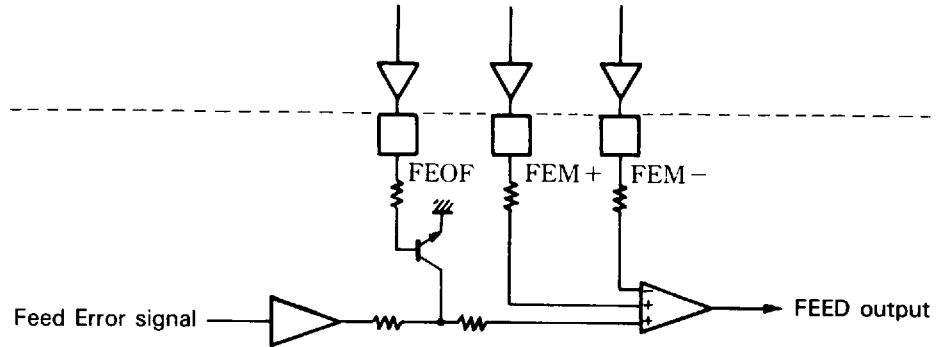 FEOF
FEM+
FEM−
Feed Error signal
−
+
+
FEED output